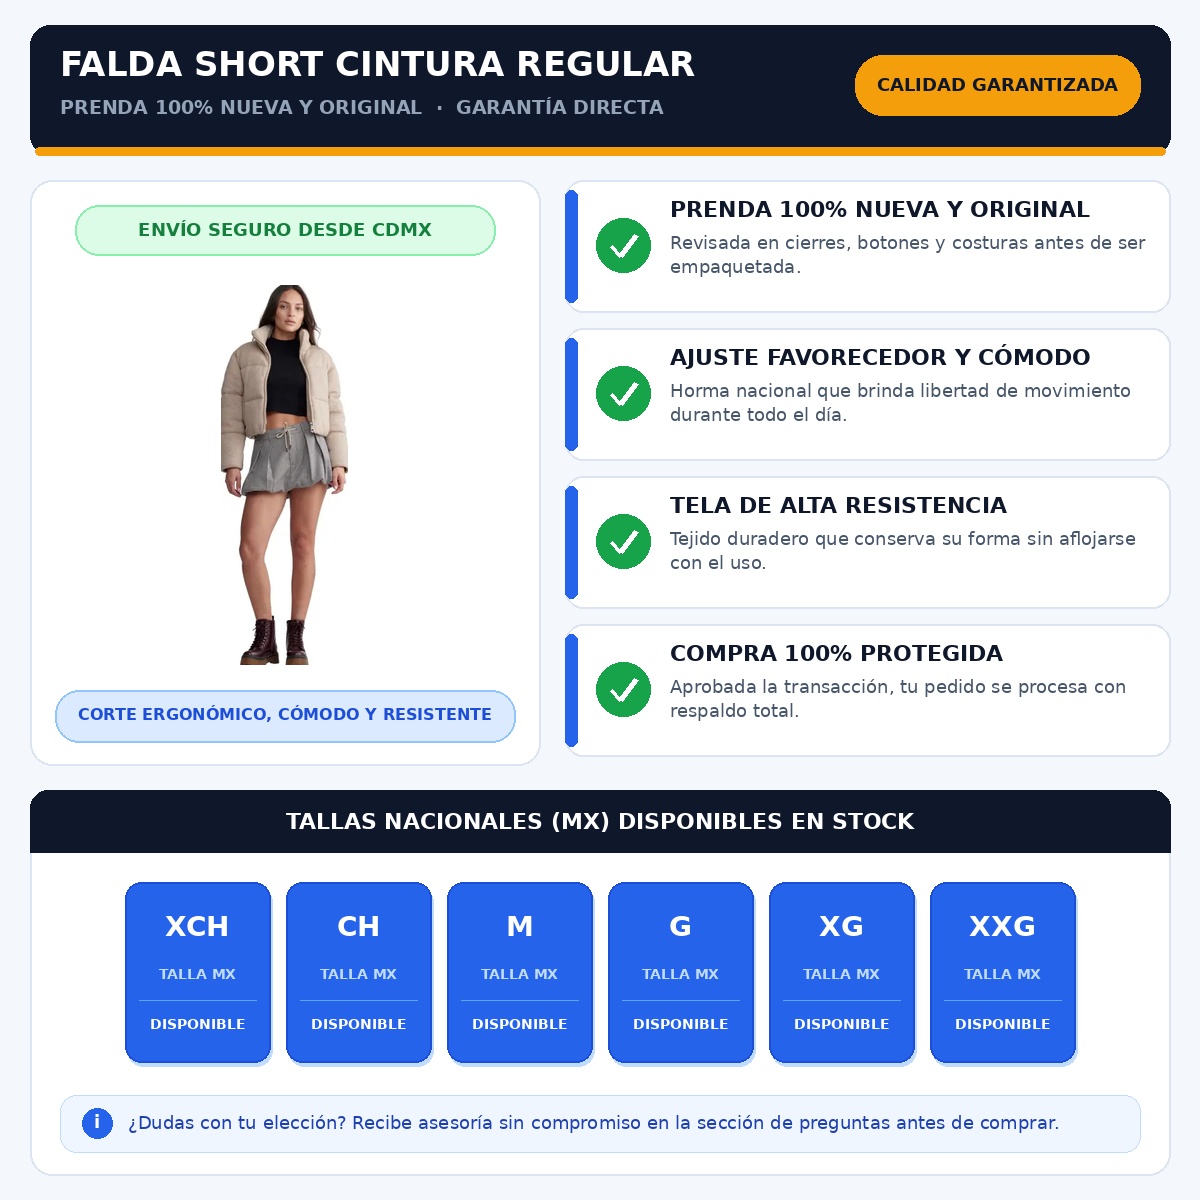 FALDA SHORT CINTURA REGULAR
PRENDA 100% NUEVA Y ORIGINAL · GARANTÍA DIRECTA
CALIDAD GARANTIZADA
ENVÍO SEGURO DESDE CDMX
CORTE ERGONÓMICO, CÓMODO Y RESISTENTE
PRENDA 100% NUEVA Y ORIGINAL
Revisada en cierres, botones y costuras antes de ser
empaquetada.
AJUSTE FAVORECEDOR Y CÓMODO
Horma nacional que brinda libertad de movimiento
durante todo el día.
TELA DE ALTA RESISTENCIA
Tejido duradero que conserva su forma sin aflojarse
con el uso.
COMPRA 100% PROTEGIDA
Aprobada la transacción, tu pedido se procesa con
respaldo total.
TALLAS NACIONALES (MX) DISPONIBLES EN STOCK
XCH
TALLA MX
DISPONIBLE
CH
TALLA MX
DISPONIBLE
M
TALLA MX
DISPONIBLE
G
TALLA MX
DISPONIBLE
XG
TALLA MX
DISPONIBLE
XXG
TALLA MX
DISPONIBLE
i ¿Dudas con tu elección? Recibe asesoría sin compromiso en la sección de preguntas antes de comprar.